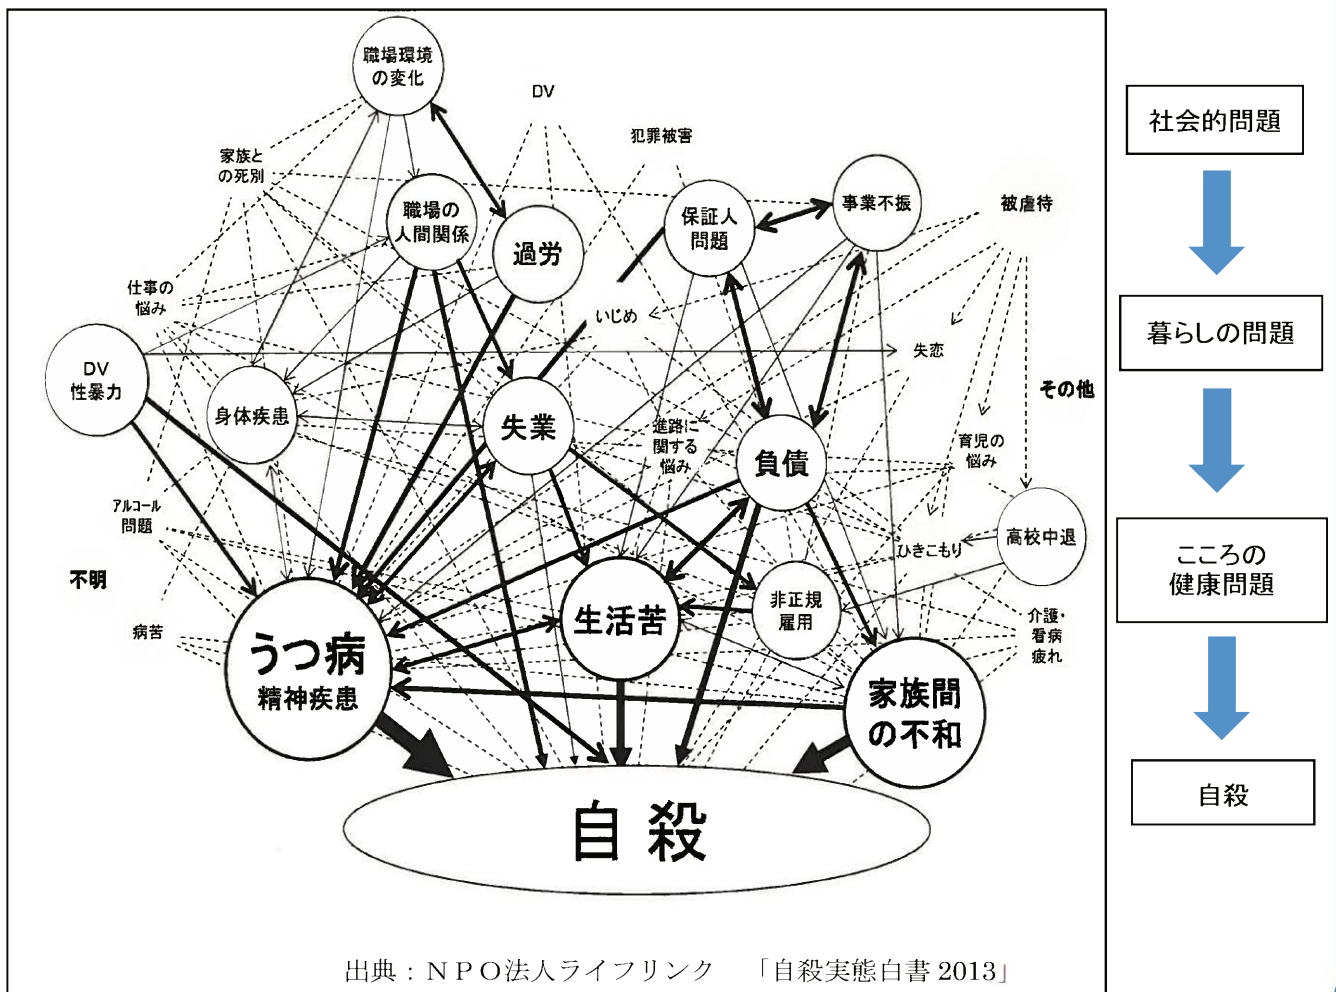 職場環境
の変化
DV
犯罪被害
家族と
の死別
職場の
人間関係
過労
保証人
問題
事業不振
被虐待
仕事の
悩み
いじめ
DV
性暴力
失恋
その他
身体疾患
失業
進路に
関する
悩み
負債
育児の
悩み
アルコール
問題
ひきこもり
高校中退
不明
病苦
うつ病
精神疾患
生活苦
非正規
雇用
介護・
看病
疲れ
家族間
の不和
自殺
出典：ＮＰＯ法人ライフリンク　「自殺実態白書 2013」
社会的問題
暮らしの問題
こころの
健康問題
自殺